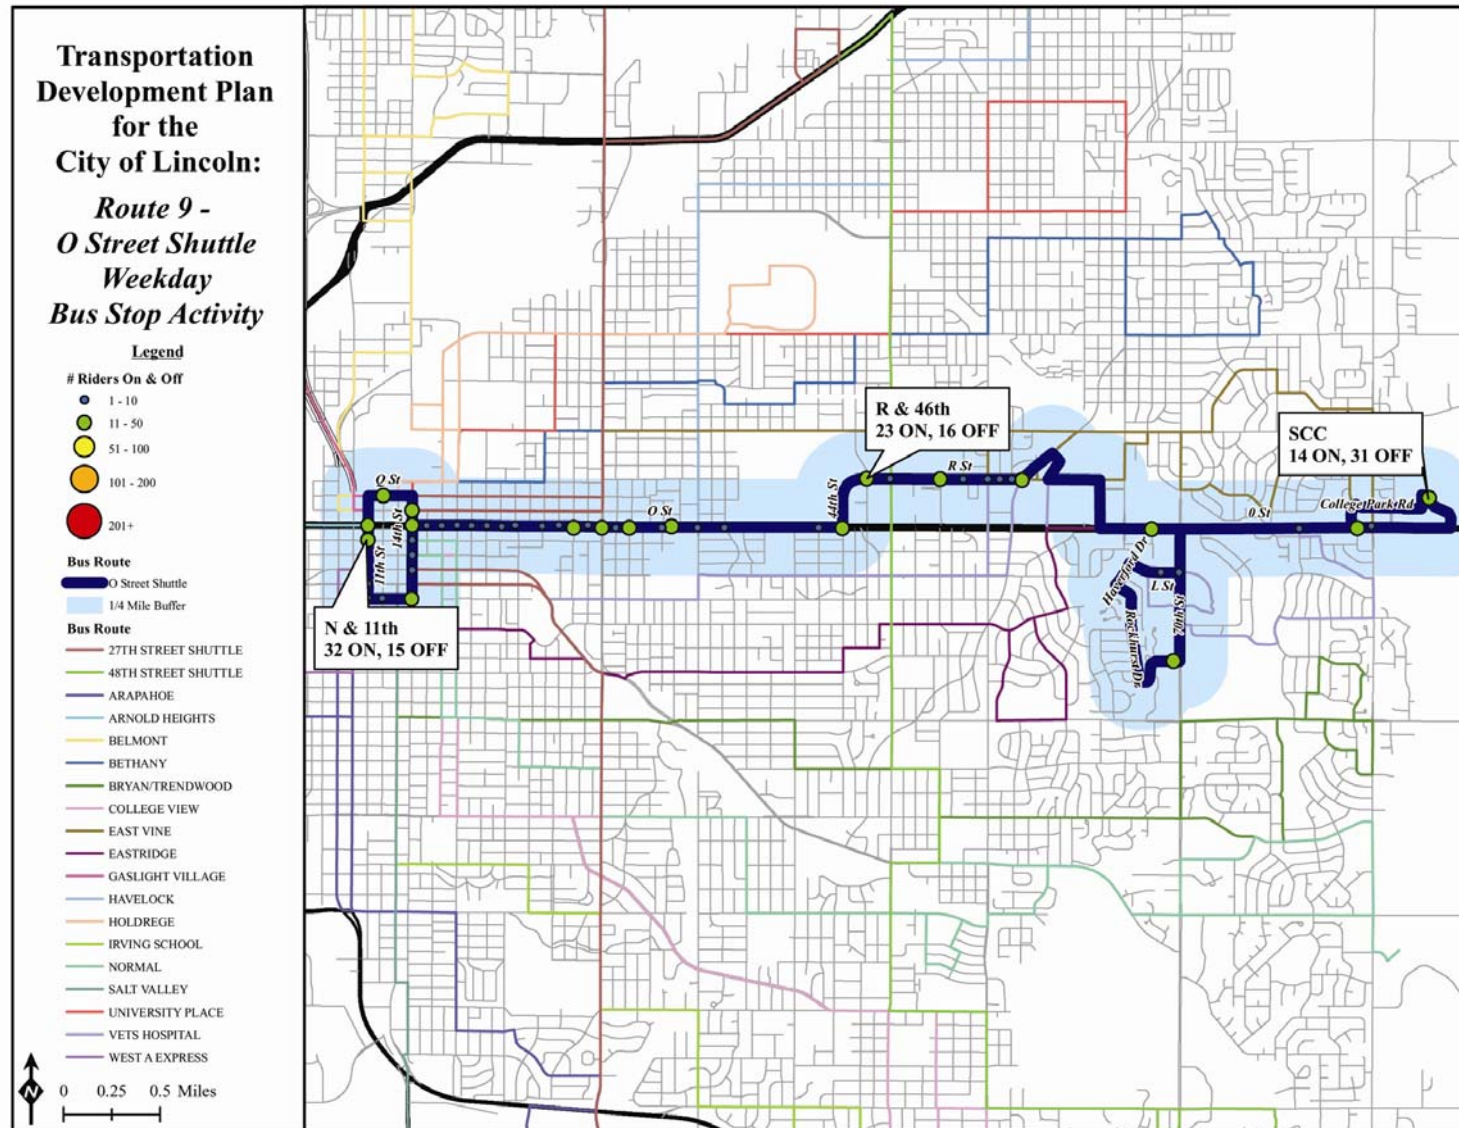 Transportation
Development Plan
for the
City of Lincoln:
Route 9 -
O Street Shuttle
Weekday
Bus Stop Activity
Legend
# Riders On & Off
1 - 10
11 - 50
51 - 100
101 - 200
201+
Bus Route
O Street Shuttle
1/4 Mile Buffer
Bus Route
27TH STREET SHUTTLE
48TH STREET SHUTTLE
ARAPAHOE
ARNOLD HEIGHTS
BELMONT
BETHANY
BRYAN/TRENDWOOD
COLLEGE VIEW
EAST VINE
EASTRIDGE
GASLIGHT VILLAGE
HAVELOCK
HOLDREGE
IRVING SCHOOL
NORMAL
SALT VALLEY
UNIVERSITY PLACE
VETS HOSPITAL
WEST A EXPRESS
N
0 0.25 0.5 Miles
R & 46th
23 ON, 16 OFF
SCC
14 ON, 31 OFF
N & 11th
32 ON, 15 OFF
Q St
14th St
11th St
O St
44th St
R St
O St
College Park Rd
Haverford Dr
L St
70th St
Rockhurst Dr